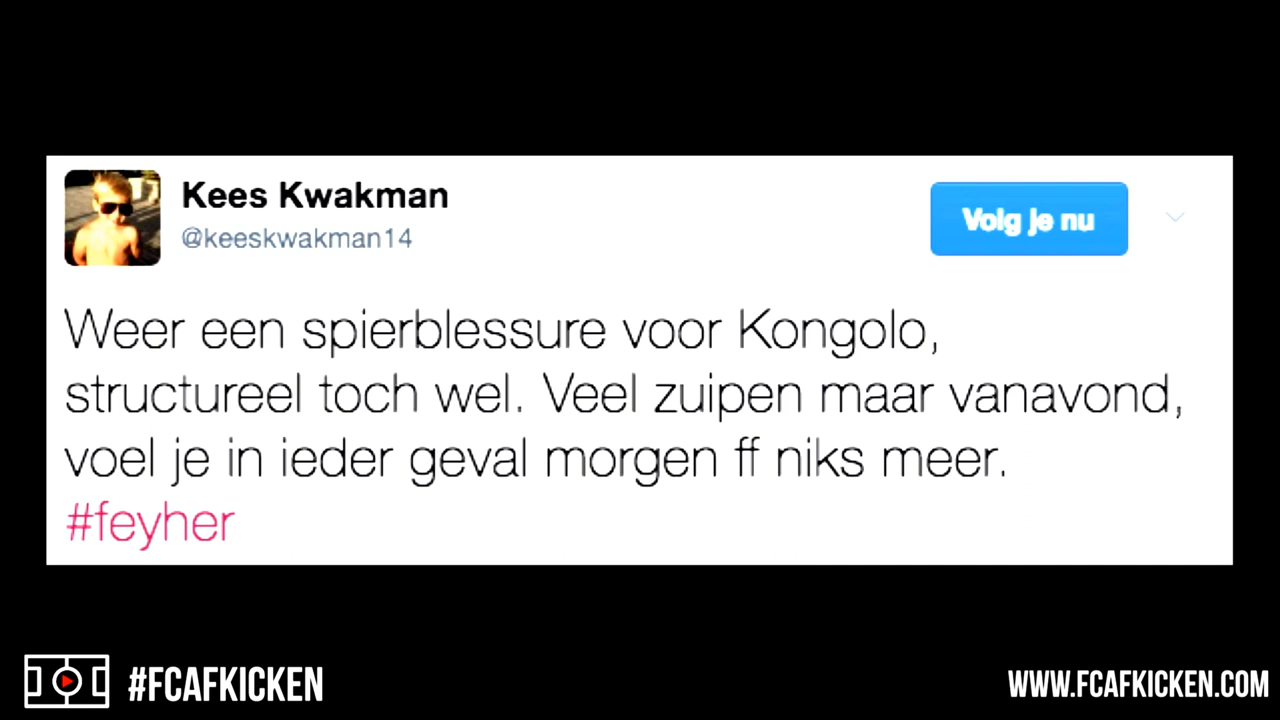 Kees Kwakman
@keeskwakman14
Volg je nu
Weer een spierblessure voor Kongolo,
structureel toch wel. Veel zuipen maar vanavond,
voel je in ieder geval morgen ff niks meer.
#feyher
#FCAFKICKEN
WWW.FCAFKICKEN.COM